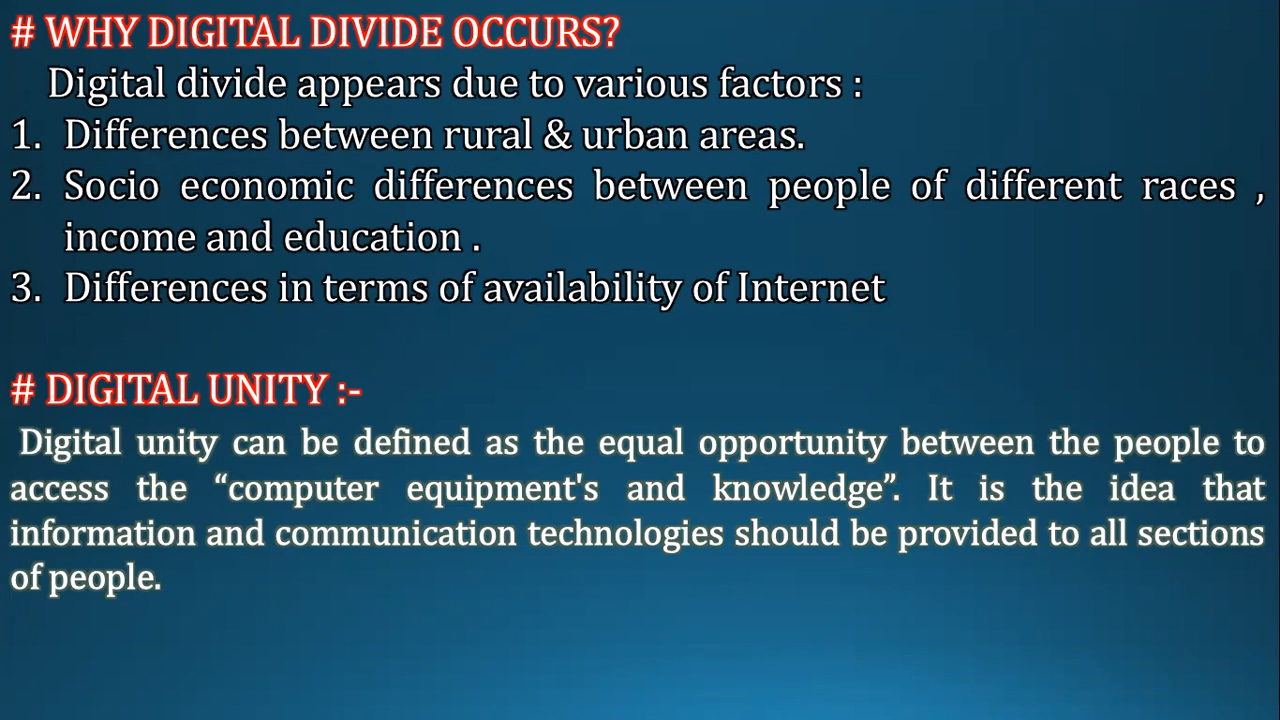 # WHY DIGITAL DIVIDE OCCURS?
Digital divide appears due to various factors :
1. Differences between rural & urban areas.
2. Socio economic differences between people of different races ,
income and education .
3. Differences in terms of availability of Internet
# DIGITAL UNITY :-
Digital unity can be defined as the equal opportunity between the people to
access the “computer equipment's and knowledge”. It is the idea that
information and communication technologies should be provided to all sections
of people.